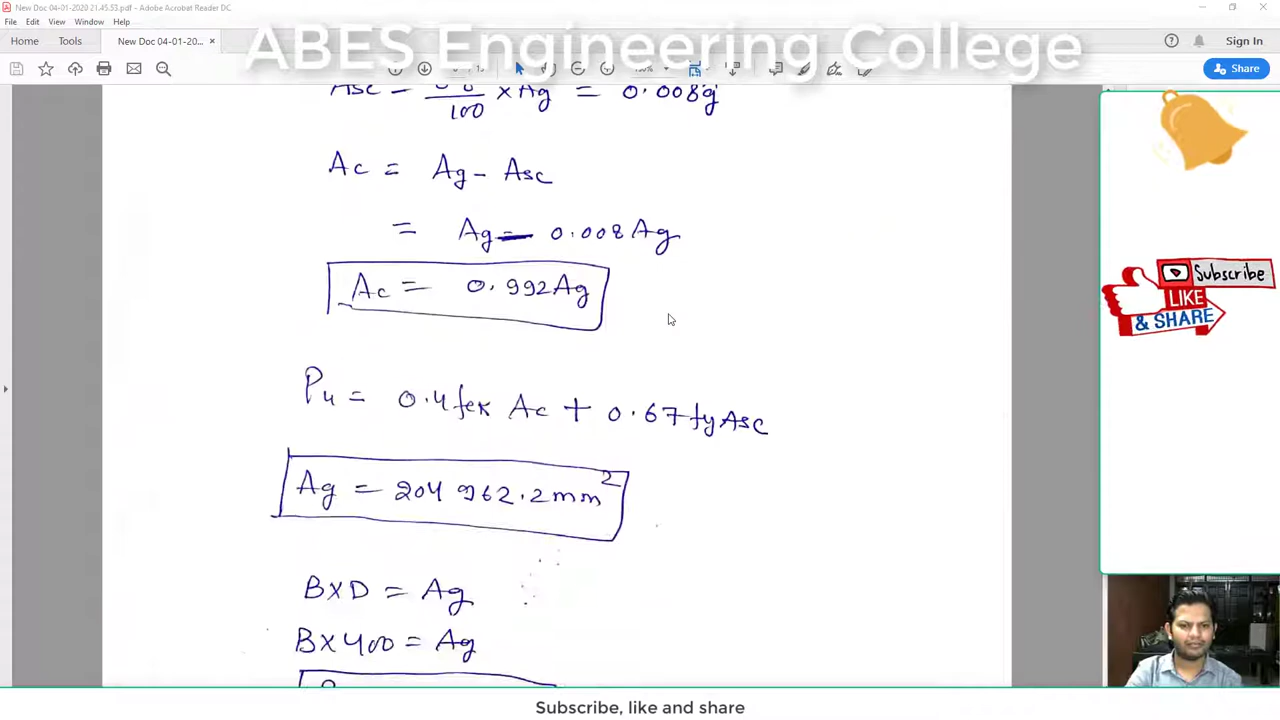 New Doc 04-01-2020 21.45.53.pdf - Adobe Acrobat Reader DC
File Edit View Window Help
Home Tools New Doc 04-01-20... × Sign In
ABES Engineering College
Share
Asc = 0.8/100 × Ag = 0.008g
Ac = Ag - Asc
= Ag - 0.008Ag
Ac = 0.992Ag
Pu = 0.4fck Ac + 0.67fyAsc
Ag = 204 962.2mm²
B×D = Ag
B×400 = Ag
Subscribe
LIKE
& SHARE
Subscribe, like and share